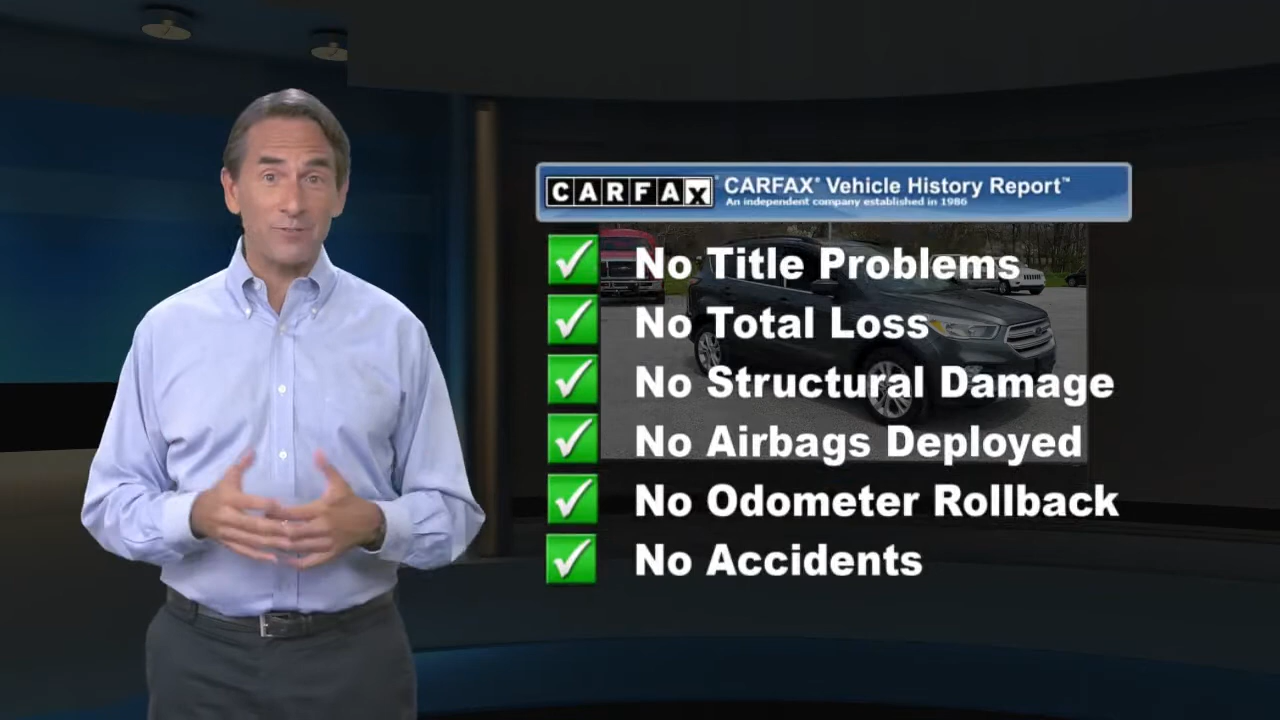 CARFAX® CARFAX® Vehicle History Report™
An independent company established in 1986
No Title Problems
No Total Loss
No Structural Damage
No Airbags Deployed
No Odometer Rollback
No Accidents